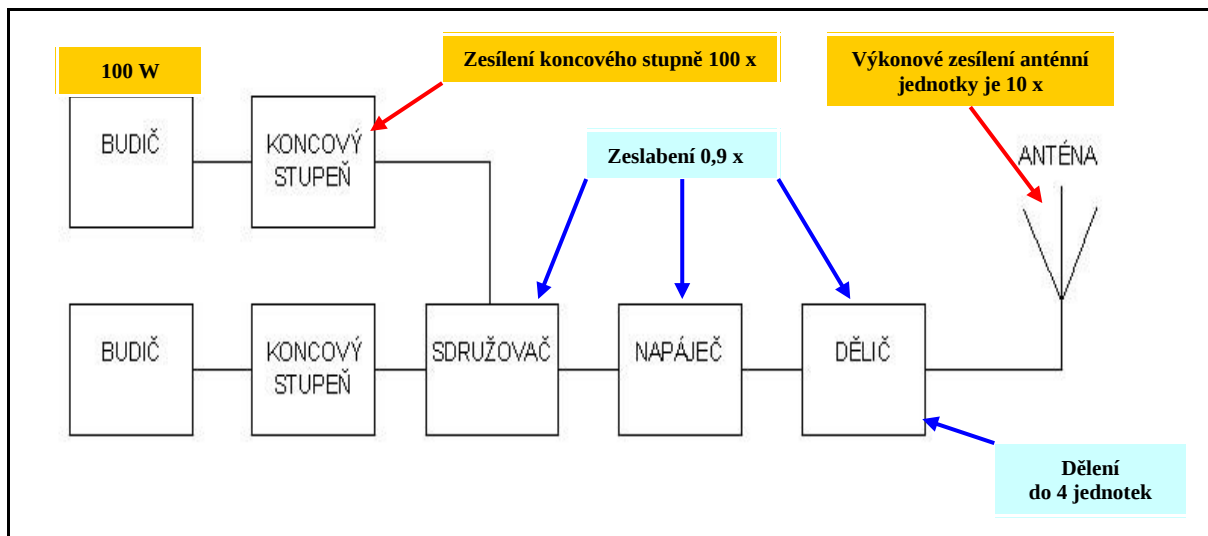 100 W
Zesílení koncového stupně 100 x
Výkonové zesílení anténní
jednotky je 10 x
BUDIČ
KONCOVÝ
STUPEŇ
Zeslabení 0,9 x
ANTÉNA
BUDIČ
KONCOVÝ
STUPEŇ
SDRUŽOVAČ
NAPÁJEČ
DĚLIČ
Dělení
do 4 jednotek